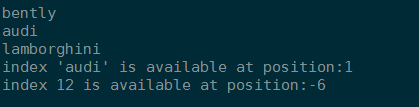 bently
audi
lamborghini
index 'audi' is available at position:1
index 12 is available at position:-6